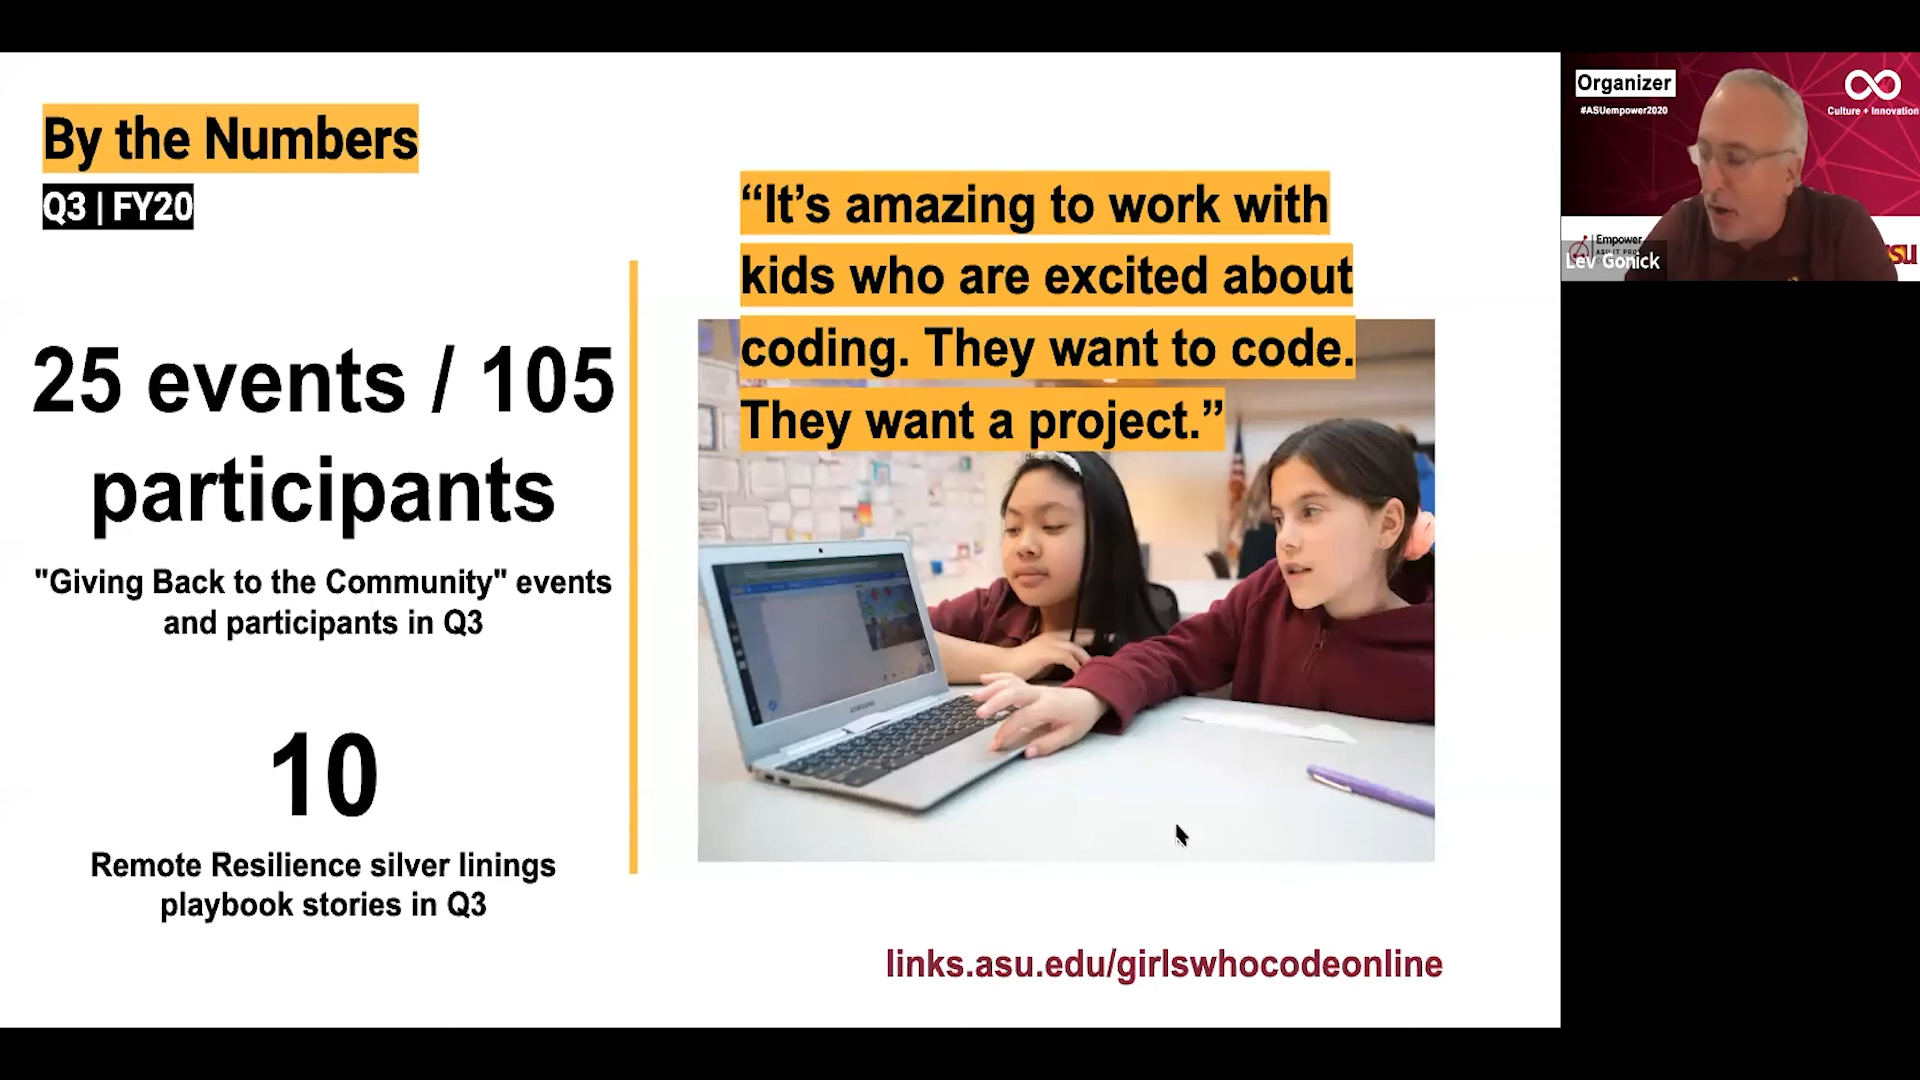 By the Numbers
Q3 | FY20
25 events / 105
participants
"Giving Back to the Community" events
and participants in Q3
10
Remote Resilience silver linings
playbook stories in Q3
“It’s amazing to work with
kids who are excited about
coding. They want to code.
They want a project.”
SAMSUNG
links.asu.edu/girlswhocodeonline
Organizer
#ASUempower2020
Culture + Innovation
Empower
Lev Gonick
su